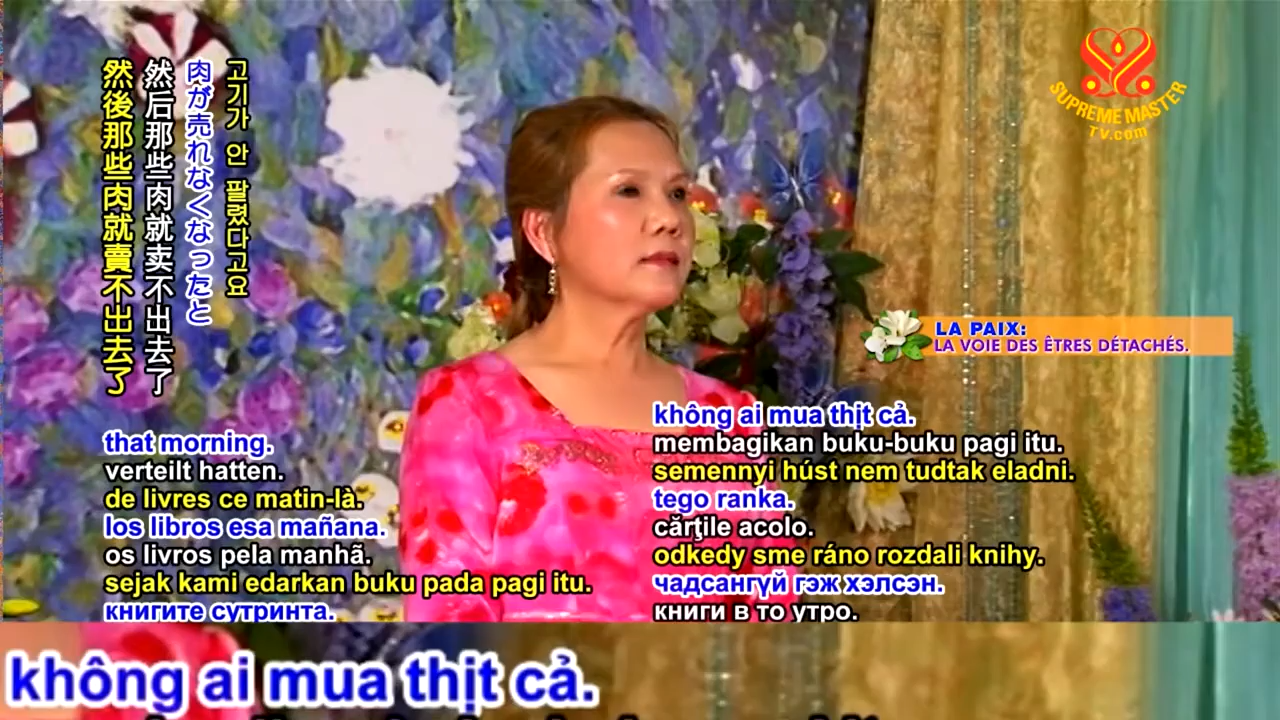 고기가 안 팔렸다고요
肉が売れなくなったと
然后那些肉就卖不出去了
然後那些肉就賣不出去了
SUPREME MASTER
TV.com
LA PAIX:
LA VOIE DES ÊTRES DÉTACHÉS.
that morning.
verteilt hatten.
de livres ce matin-là.
los libros esa mañana.
os livros pela manhã.
sejak kami edarkan buku pada pagi itu.
книгите сутринта.
không ai mua thịt cả.
membagikan buku-buku pagi itu.
semennyi húst nem tudtak eladni.
tego ranka.
cărţile acolo.
odkedy sme ráno rozdali knihy.
чадсангүй гэж хэлсэн.
книги в то утро.
không ai mua thịt cả.